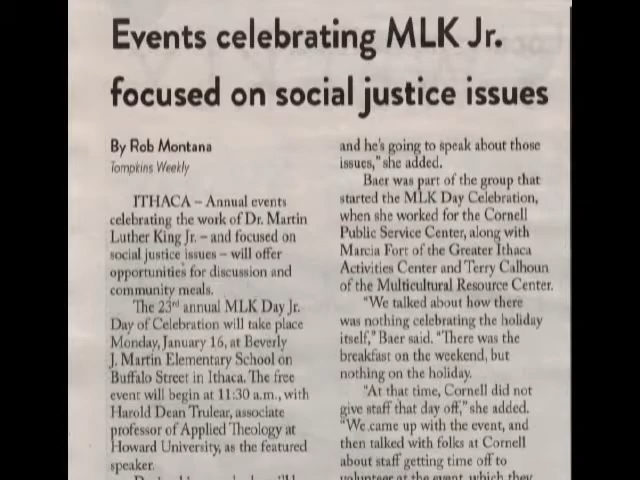 Events celebrating MLK Jr.
focused on social justice issues
By Rob Montana
Tompkins Weekly
ITHACA – Annual events
celebrating the work of Dr. Martin
Luther King Jr. – and focused on
social justice issues – will offer
opportunities for discussion and
community meals.
The 23rd annual MLK Day Jr.
Day of Celebration will take place
Monday, January 16, at Beverly
J. Martin Elementary School on
Buffalo Street in Ithaca. The free
event will begin at 11:30 a.m., with
Harold Dean Trulear, associate
professor of Applied Theology at
Howard University, as the featured
speaker.
and he's going to speak about those
issues," she added.
Baer was part of the group that
started the MLK Day Celebration,
when she worked for the Cornell
Public Service Center, along with
Marcia Fort of the Greater Ithaca
Activities Center and Terry Calhoun
of the Multicultural Resource Center.
"We talked about how there
was nothing celebrating the holiday
itself," Baer said. "There was the
breakfast on the weekend, but
nothing on the holiday.
"At that time, Cornell did not
give staff that day off," she added.
"We came up with the event, and
then talked with folks at Cornell
about staff getting time off to
volunteer at the event, which they